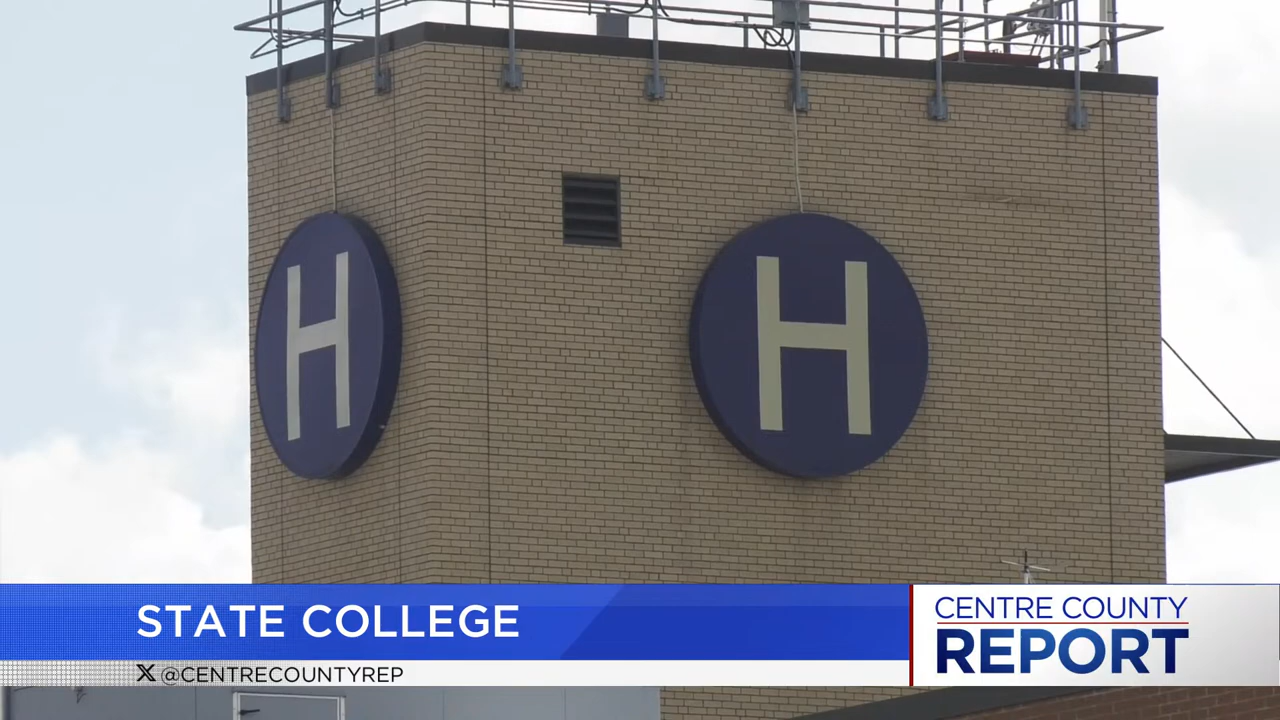 H
H
STATE COLLEGE
X @CENTRECOUNTYREP
CENTRE COUNTY
REPORT